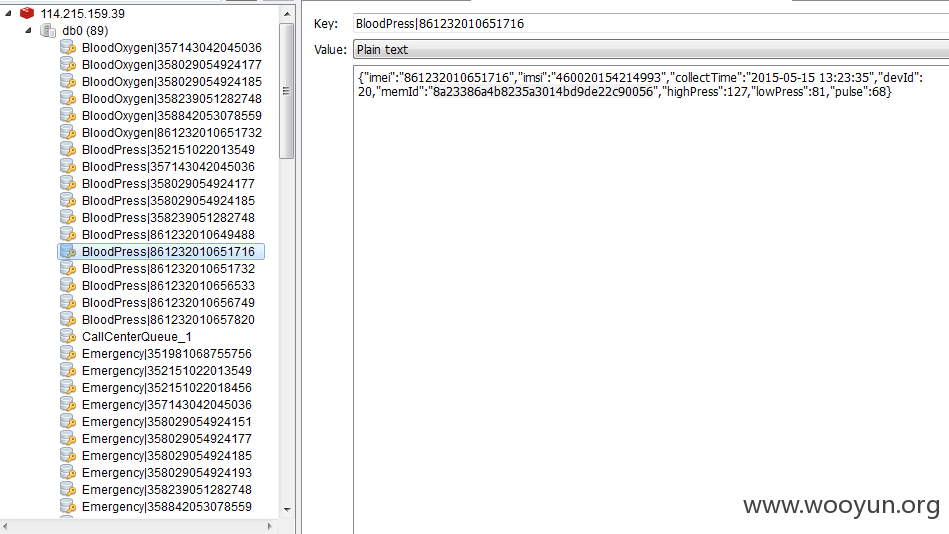 114.215.159.39
db0 (89)
BloodOxygen|357143042045036
BloodOxygen|358029054924177
BloodOxygen|358029054924185
BloodOxygen|358239051282748
BloodOxygen|358842053078559
BloodOxygen|861232010651732
BloodPress|352151022013549
BloodPress|357143042045036
BloodPress|358029054924177
BloodPress|358029054924185
BloodPress|358239051282748
BloodPress|861232010649488
BloodPress|861232010651716
BloodPress|861232010651732
BloodPress|861232010656533
BloodPress|861232010656749
BloodPress|861232010657820
CallCenterQueue_1
Emergency|351981068755756
Emergency|352151022013549
Emergency|352151022018456
Emergency|357143042045036
Emergency|358029054924151
Emergency|358029054924177
Emergency|358029054924185
Emergency|358029054924193
Emergency|358239051282748
Emergency|358842053078559
Key: BloodPress|861232010651716
Value: Plain text
{"imei":"861232010651716","imsi":"460020154214993","collectTime":"2015-05-15 13:23:35","devId":
20,"memId":"8a23386a4b8235a3014bd9de22c90056","highPress":127,"lowPress":81,"pulse":68}
www.wooyun.org